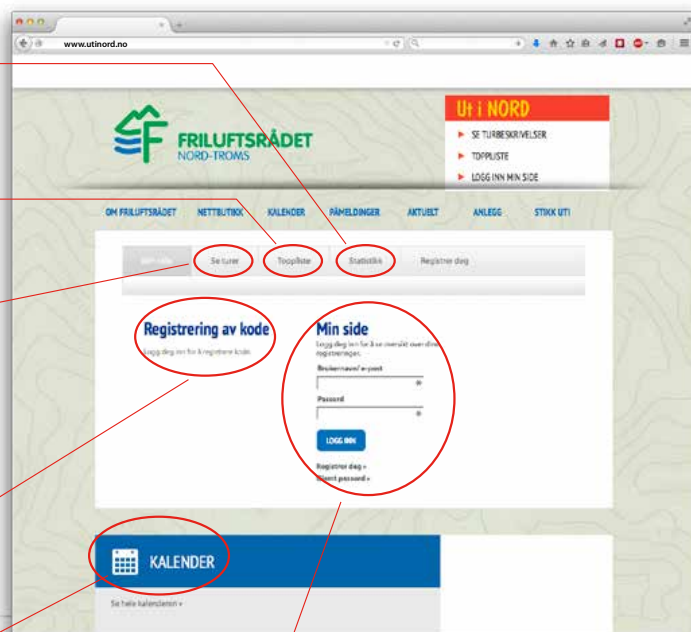 www.utinord.no
Ut i NORD
SE TURBESKRIVELSER
TOPPLISTE
LOGG INN MIN SIDE
FRILUFTSRÅDET
NORD-TROMS
OM FRILUFTSRÅDET NETTBUTIKK KALENDER PÅMELDINGER AKTUELT ANLEGG STIKK UT!
Se turer Toppliste Statistikk Registrer deg
Registrering av kode
Logg deg inn for å registrere kode.
Min side
Logg deg inn for å se oversikt over dine
registreringer.
Brukernavn/ e-post
Passord
LOGG INN
Registrer deg »
Glemt passord »
KALENDER
Se hele kalenderen »